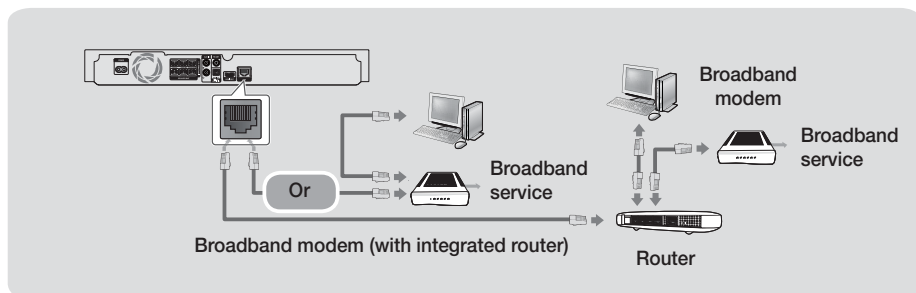 Broadband
modem
Broadband
service
Broadband
service
Or
Broadband modem (with integrated router)
Router